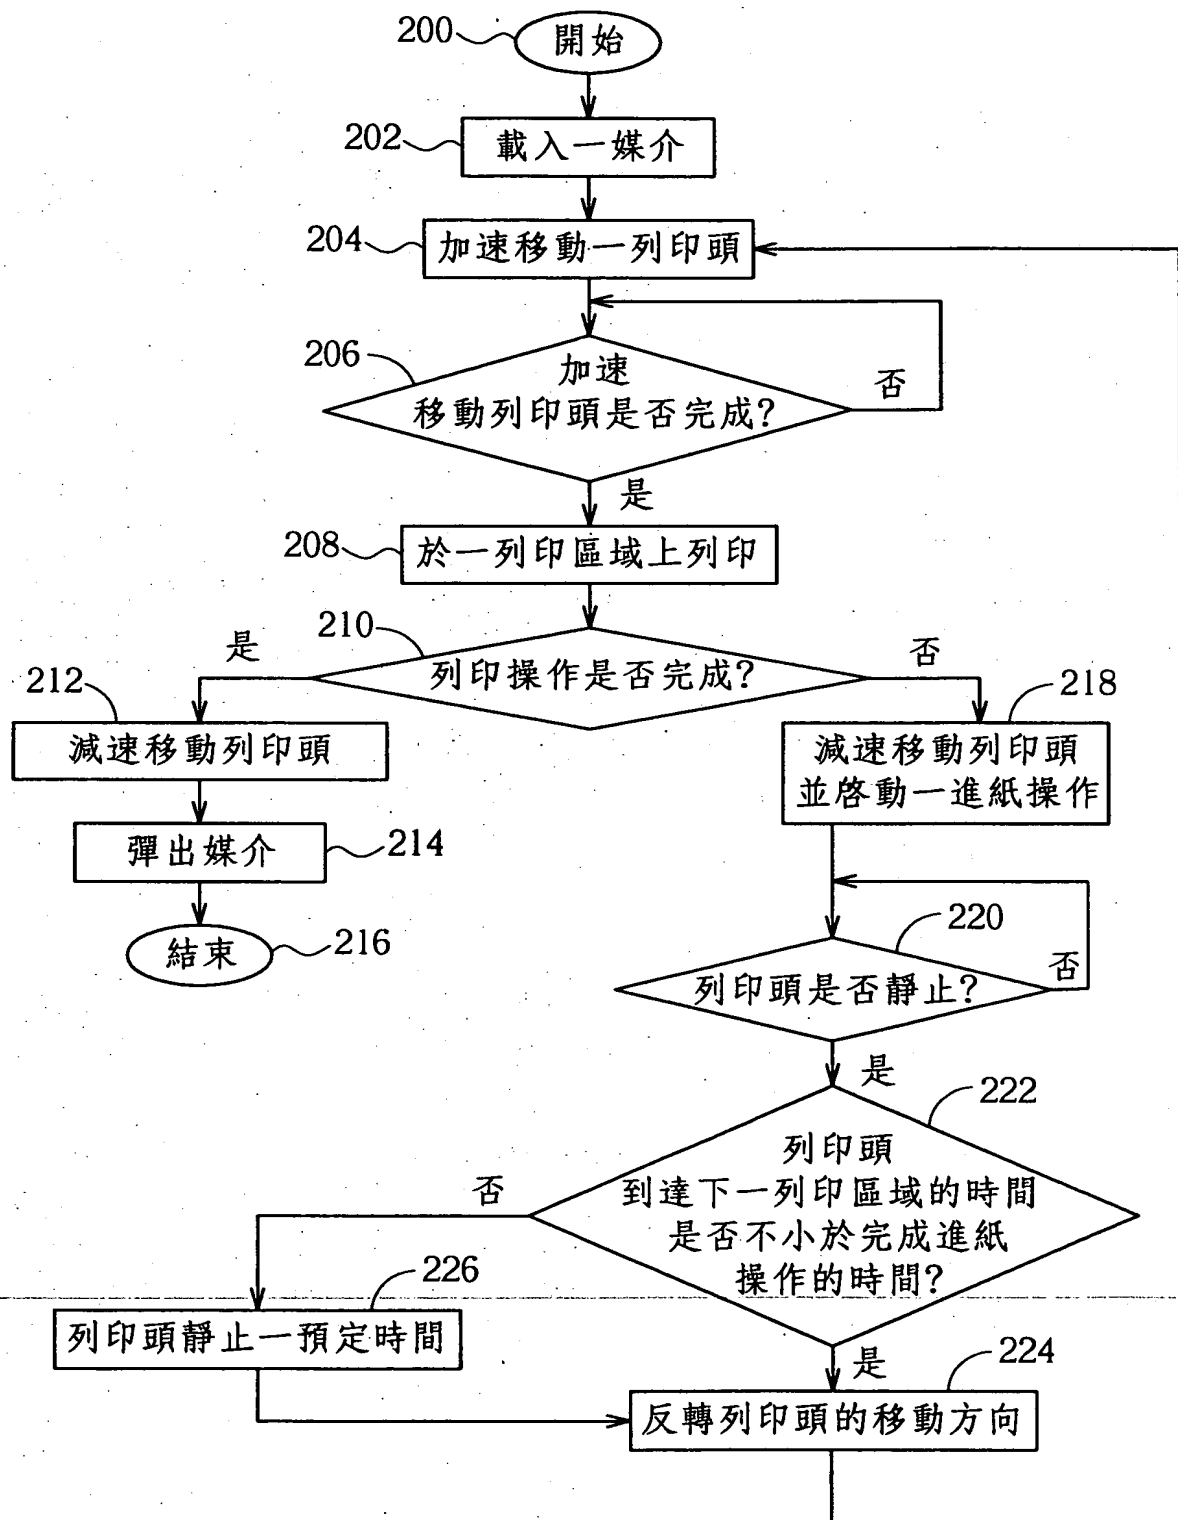 200
開始
202
載入一媒介
204
加速移動一列印頭
206
加速
移動列印頭是否完成?
否
是
208
於一列印區域上列印
210
列印操作是否完成?
是
否
212
減速移動列印頭
218
減速移動列印頭
並啓動一進紙操作
彈出媒介
214
結束
216
220
列印頭是否靜止?
否
是
222
列印頭
到達下一列印區域的時間
是否不小於完成進紙
操作的時間?
否
226
列印頭靜止一預定時間
是
224
反轉列印頭的移動方向